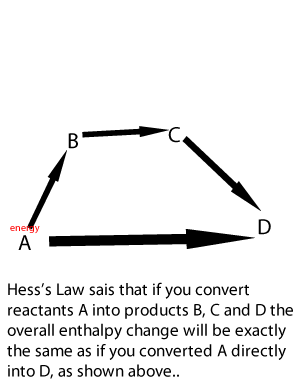 B
C
energy
A
D
Hess's Law sais that if you convert
reactants A into products B, C and D the
overall enthalpy change will be exactly
the same as if you converted A directly
into D, as shown above..